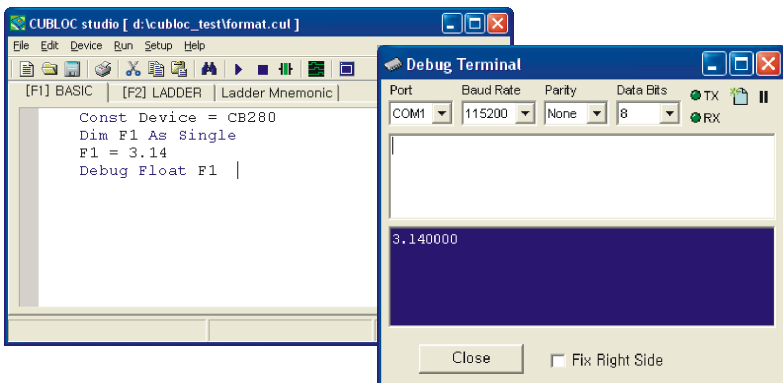 CUBLOC studio [ d:\cubloc_test\format.cul ]
File Edit Device Run Setup Help
[F1] BASIC [F2] LADDER Ladder Mnemonic
Const Device = CB280
Dim F1 As Single
F1 = 3.14
Debug Float F1
Debug Terminal
Port Baud Rate Parity Data Bits TX
COM1 115200 None 8 RX
3.140000
Close Fix Right Side